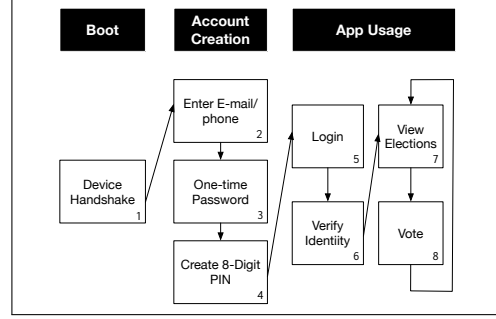 Boot
Account
Creation
App Usage
Enter E-mail/
phone
2
Device
Handshake
1
One-time
Password
3
Create 8-Digit
PIN
4
Login
5
Verify
Identiity
6
View
Elections
7
Vote
8